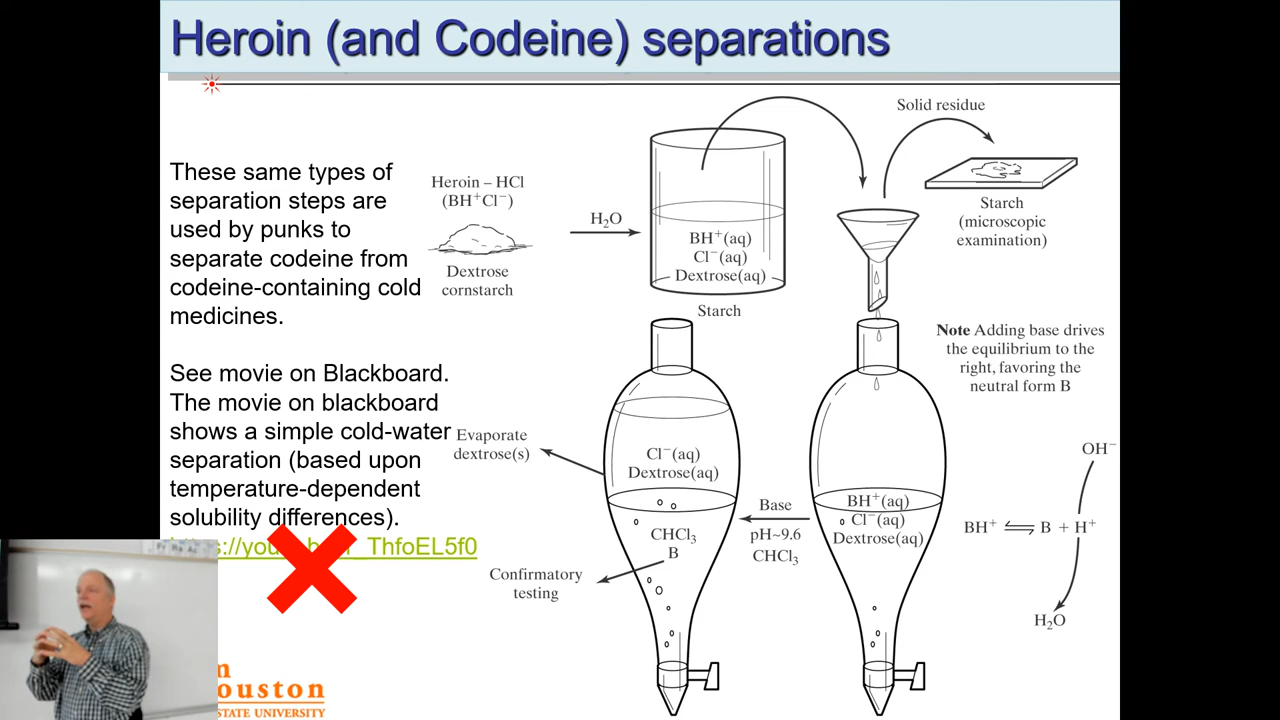 Heroin (and Codeine) separations
These same types of
separation steps are
used by punks to
separate codeine from
codeine-containing cold
medicines.
See movie on Blackboard.
The movie on blackboard
shows a simple cold-water
separation (based upon
temperature-dependent
solubility differences).
Heroin – HCl
(BH⁺Cl⁻)
Dextrose
cornstarch
H₂O
BH⁺(aq)
Cl⁻(aq)
Dextrose(aq)
Starch
Solid residue
Starch
(microscopic
examination)
Note Adding base drives
the equilibrium to the
right, favoring the
neutral form B
Evaporate
dextrose(s)
Cl⁻(aq)
Dextrose(aq)
CHCl₃
B
Confirmatory
testing
Base
pH~9.6
CHCl₃
BH⁺(aq)
Cl⁻(aq)
Dextrose(aq)
OH⁻
BH⁺ ⇌ B + H⁺
H₂O
STATE UNIVERSITY